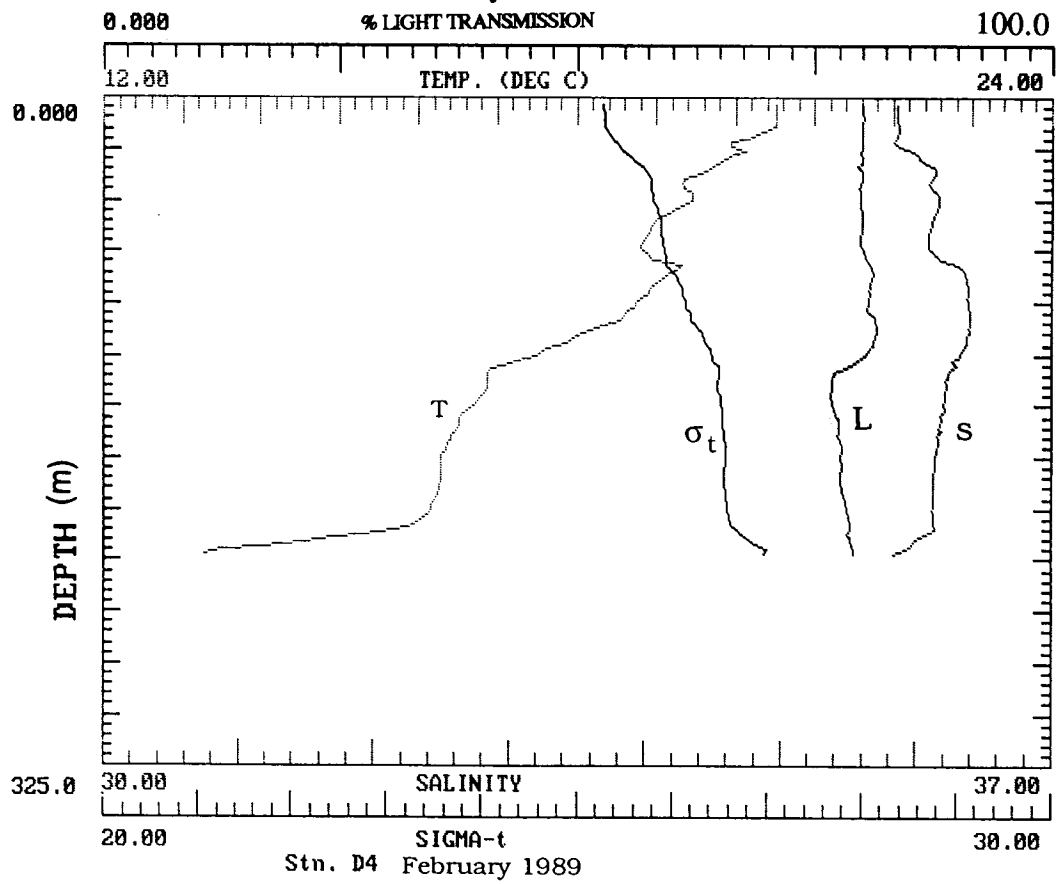 0.000 % LIGHT TRANSMISSION 100.0
12.00 TEMP. (DEG C) 24.00
0.000
T
σt
L
S
DEPTH (m)
325.0
30.00 SALINITY 37.00
20.00 SIGMA-t 30.00
Stn. D4 February 1989